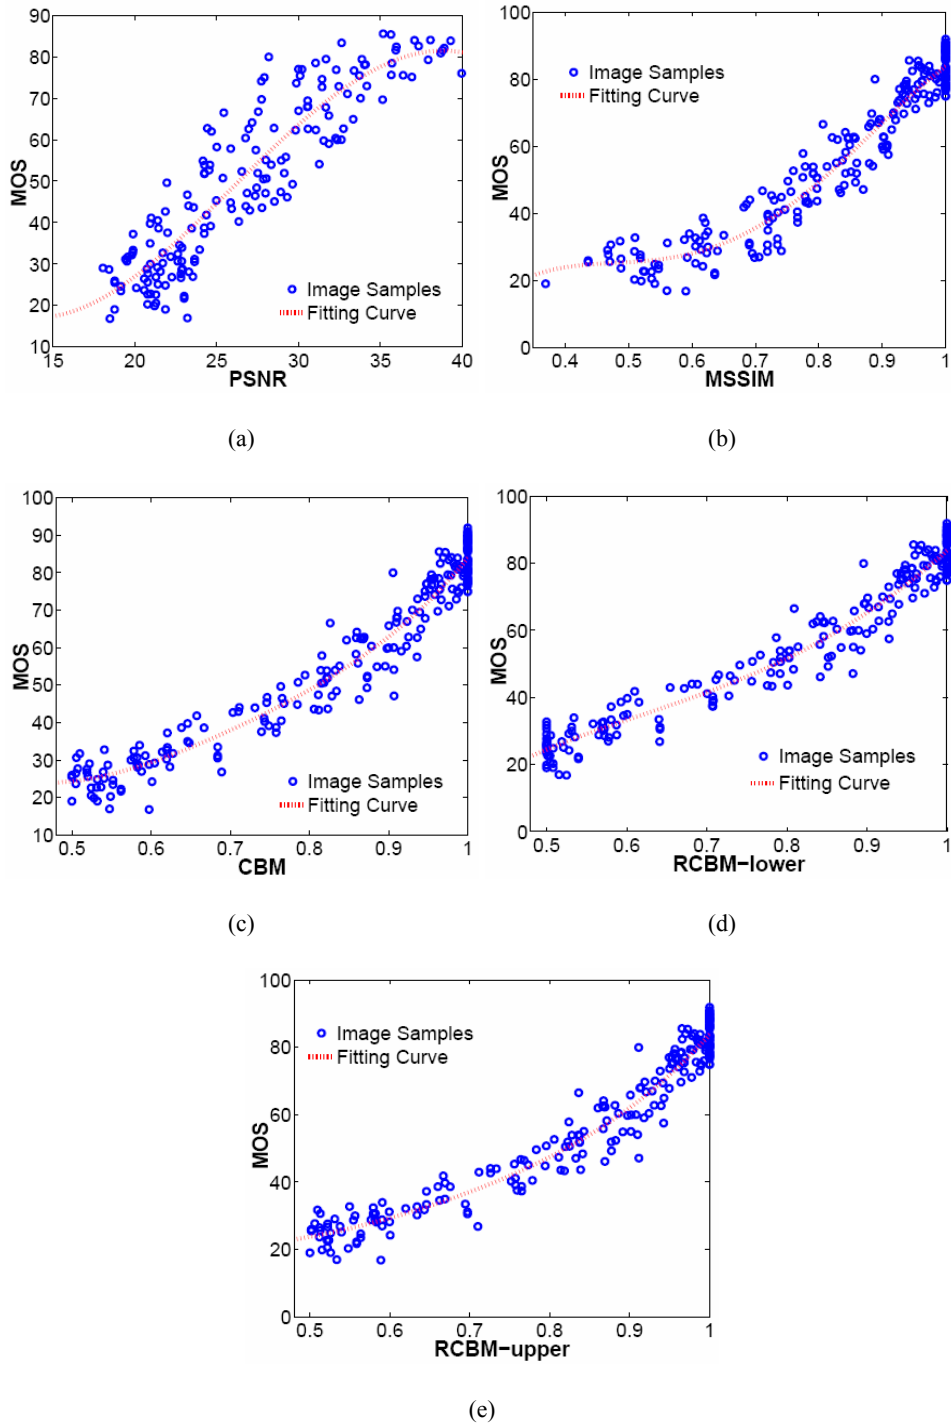 90
80
70
60
50
40
30
20
10
MOS
Image Samples
Fitting Curve
15 20 25 30 35 40
PSNR
(a)
100
80
60
40
20
0
MOS
Image Samples
Fitting Curve
0.4 0.5 0.6 0.7 0.8 0.9 1
MSSIM
(b)
100
90
80
70
60
50
40
30
20
10
MOS
Image Samples
Fitting Curve
0.5 0.6 0.7 0.8 0.9 1
CBM
(c)
100
80
60
40
20
0
MOS
Image Samples
Fitting Curve
0.5 0.6 0.7 0.8 0.9 1
RCBM−lower
(d)
100
80
60
40
20
0
MOS
Image Samples
Fitting Curve
0.5 0.6 0.7 0.8 0.9 1
RCBM−upper
(e)